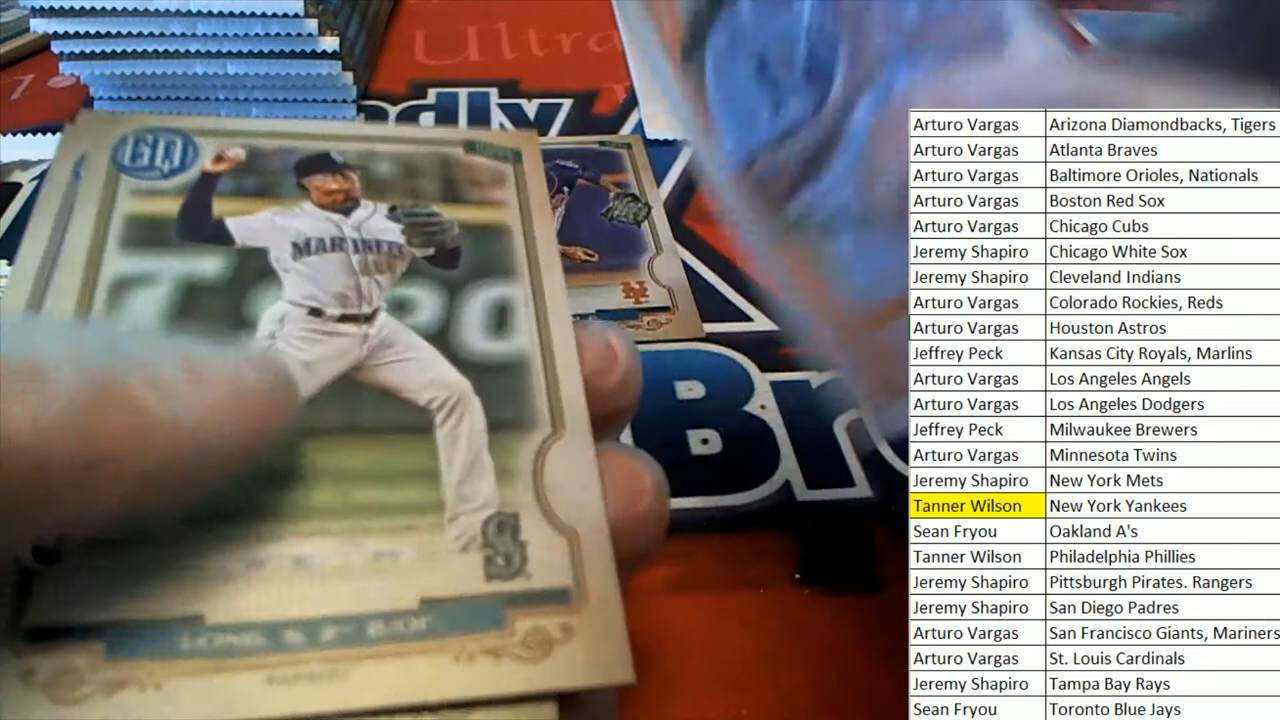 Ultra
ndly
GQ
MARINERS
S
NY
Br
Arturo Vargas Arizona Diamondbacks, Tigers
Arturo Vargas Atlanta Braves
Arturo Vargas Baltimore Orioles, Nationals
Arturo Vargas Boston Red Sox
Arturo Vargas Chicago Cubs
Jeremy Shapiro Chicago White Sox
Jeremy Shapiro Cleveland Indians
Arturo Vargas Colorado Rockies, Reds
Arturo Vargas Houston Astros
Jeffrey Peck Kansas City Royals, Marlins
Arturo Vargas Los Angeles Angels
Arturo Vargas Los Angeles Dodgers
Jeffrey Peck Milwaukee Brewers
Arturo Vargas Minnesota Twins
Jeremy Shapiro New York Mets
Tanner Wilson New York Yankees
Sean Fryou Oakland A's
Tanner Wilson Philadelphia Phillies
Jeremy Shapiro Pittsburgh Pirates. Rangers
Jeremy Shapiro San Diego Padres
Arturo Vargas San Francisco Giants, Mariners
Arturo Vargas St. Louis Cardinals
Jeremy Shapiro Tampa Bay Rays
Sean Fryou Toronto Blue Jays